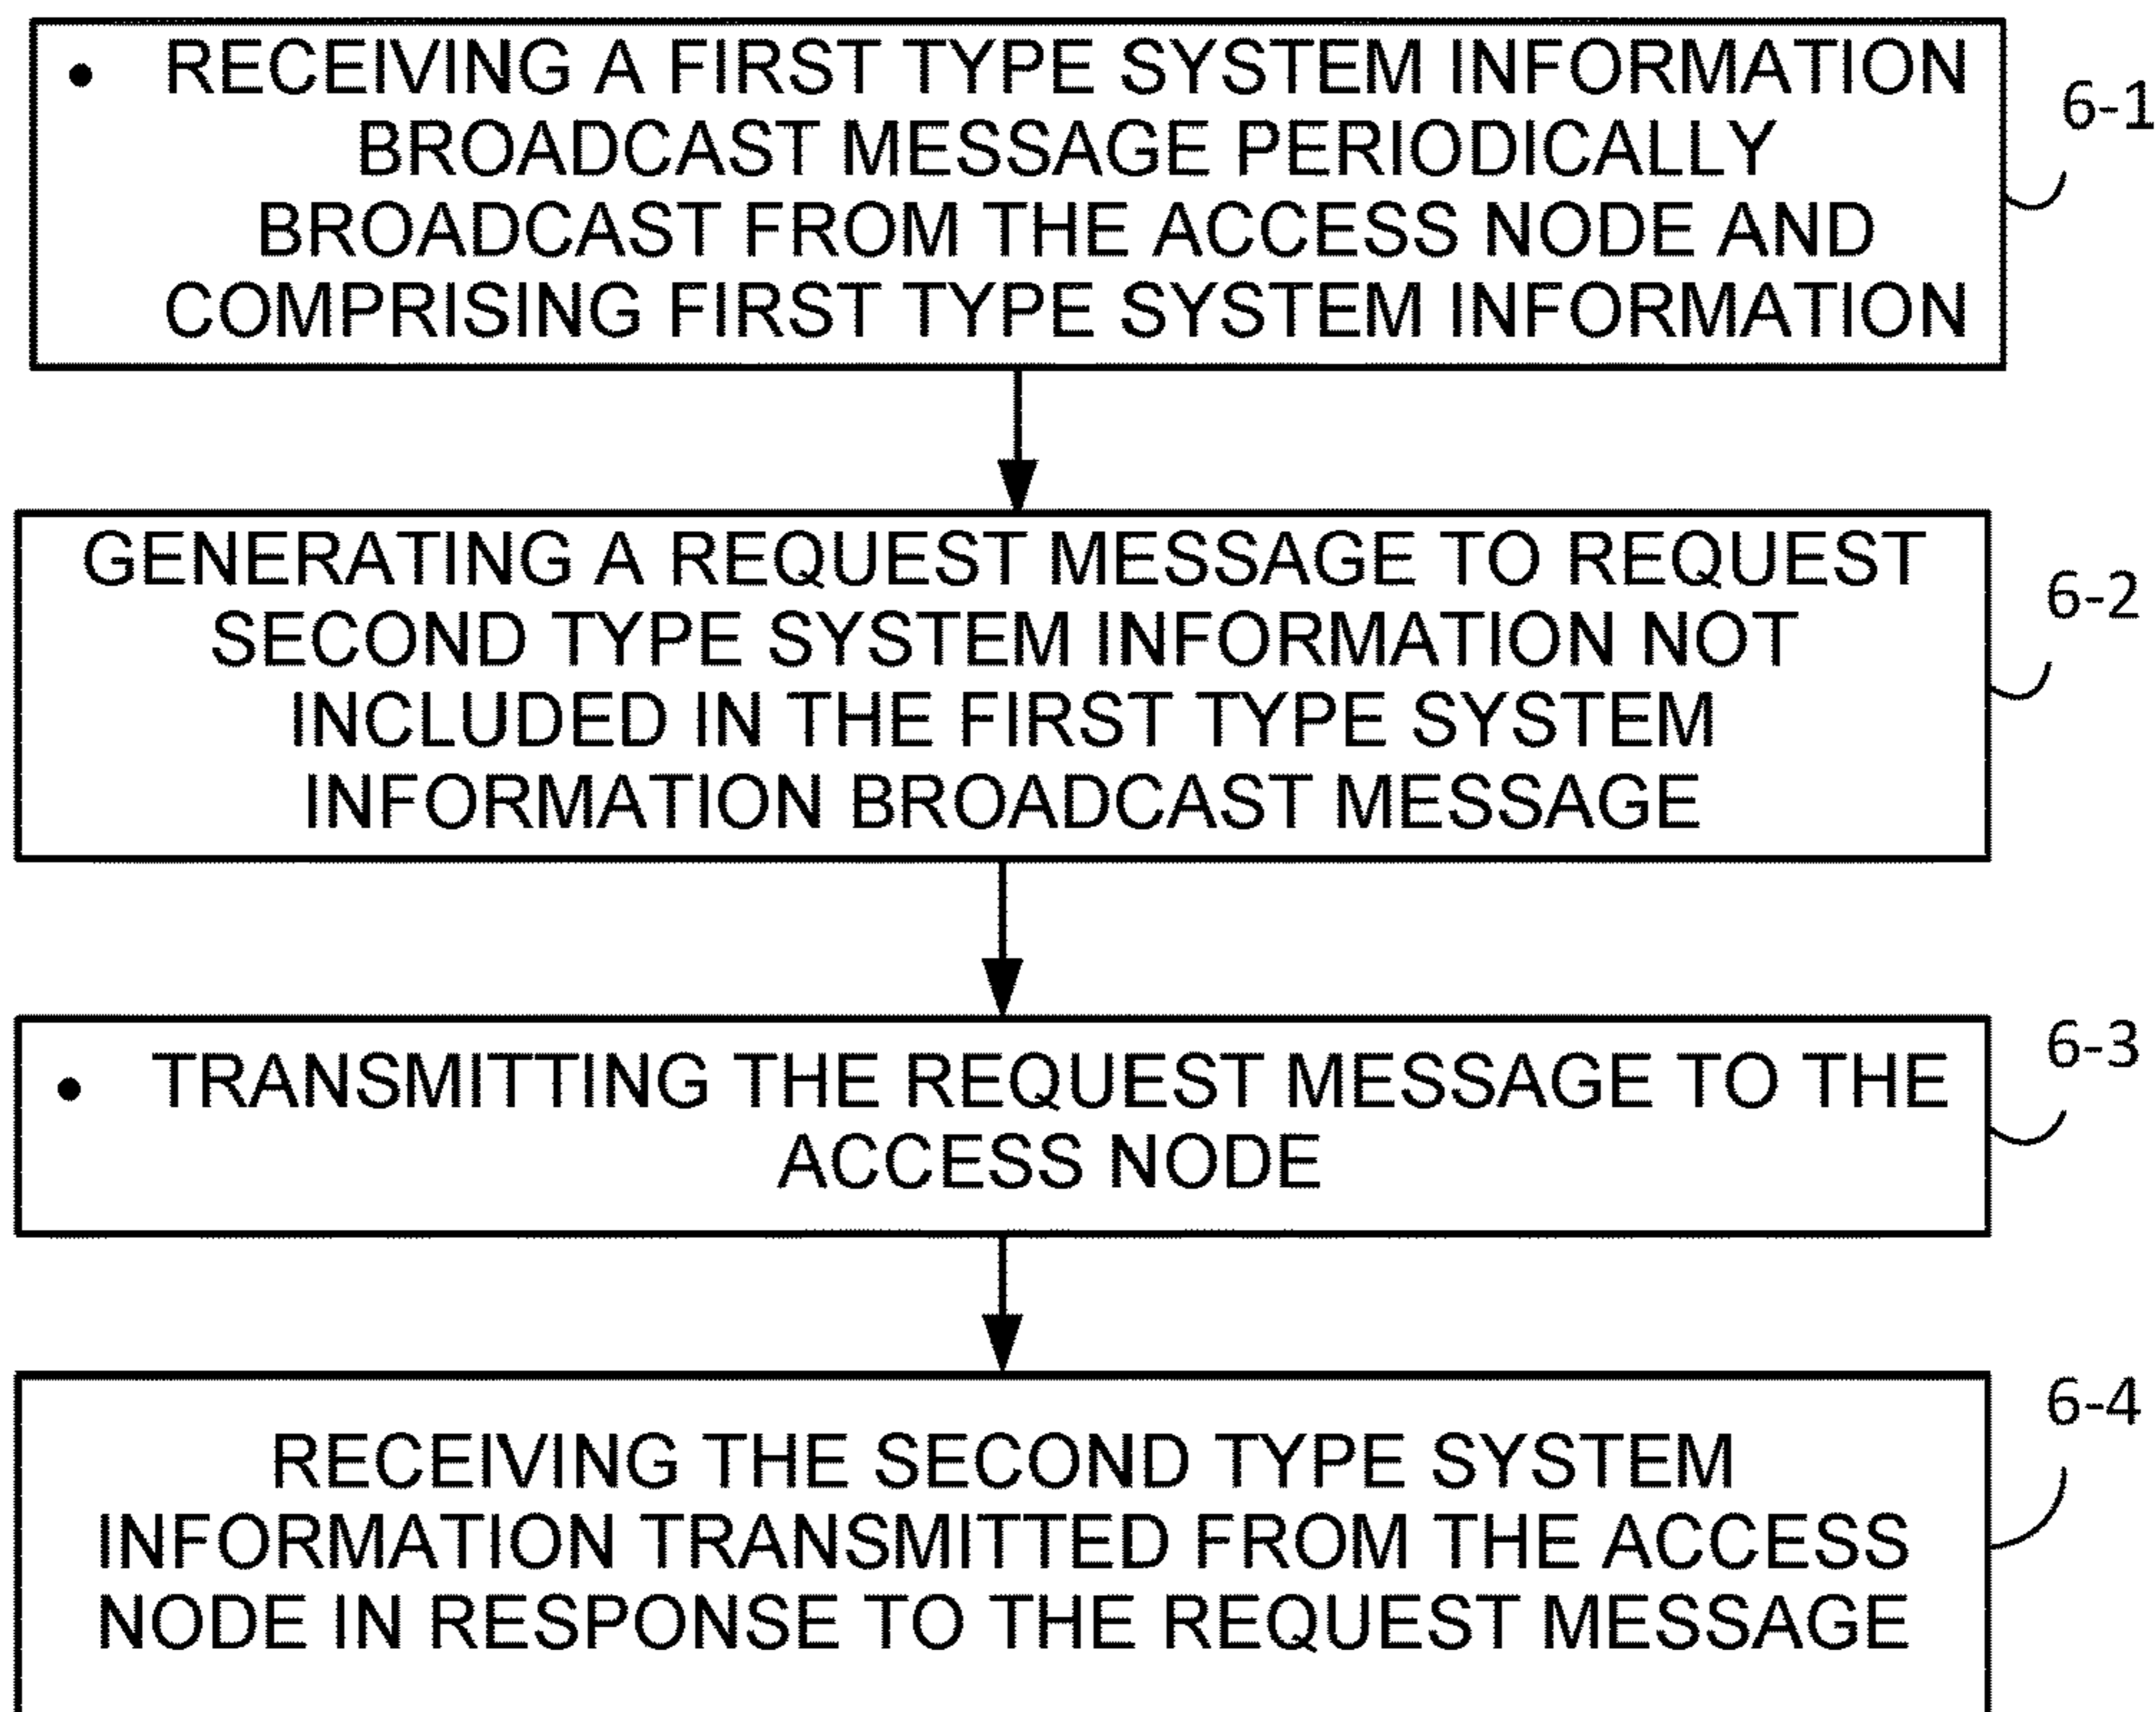 • RECEIVING A FIRST TYPE SYSTEM INFORMATION
BROADCAST MESSAGE PERIODICALLY
BROADCAST FROM THE ACCESS NODE AND
COMPRISING FIRST TYPE SYSTEM INFORMATION
6-1
GENERATING A REQUEST MESSAGE TO REQUEST
SECOND TYPE SYSTEM INFORMATION NOT
INCLUDED IN THE FIRST TYPE SYSTEM
INFORMATION BROADCAST MESSAGE
6-2
• TRANSMITTING THE REQUEST MESSAGE TO THE
ACCESS NODE
6-3
RECEIVING THE SECOND TYPE SYSTEM
INFORMATION TRANSMITTED FROM THE ACCESS
NODE IN RESPONSE TO THE REQUEST MESSAGE
6-4